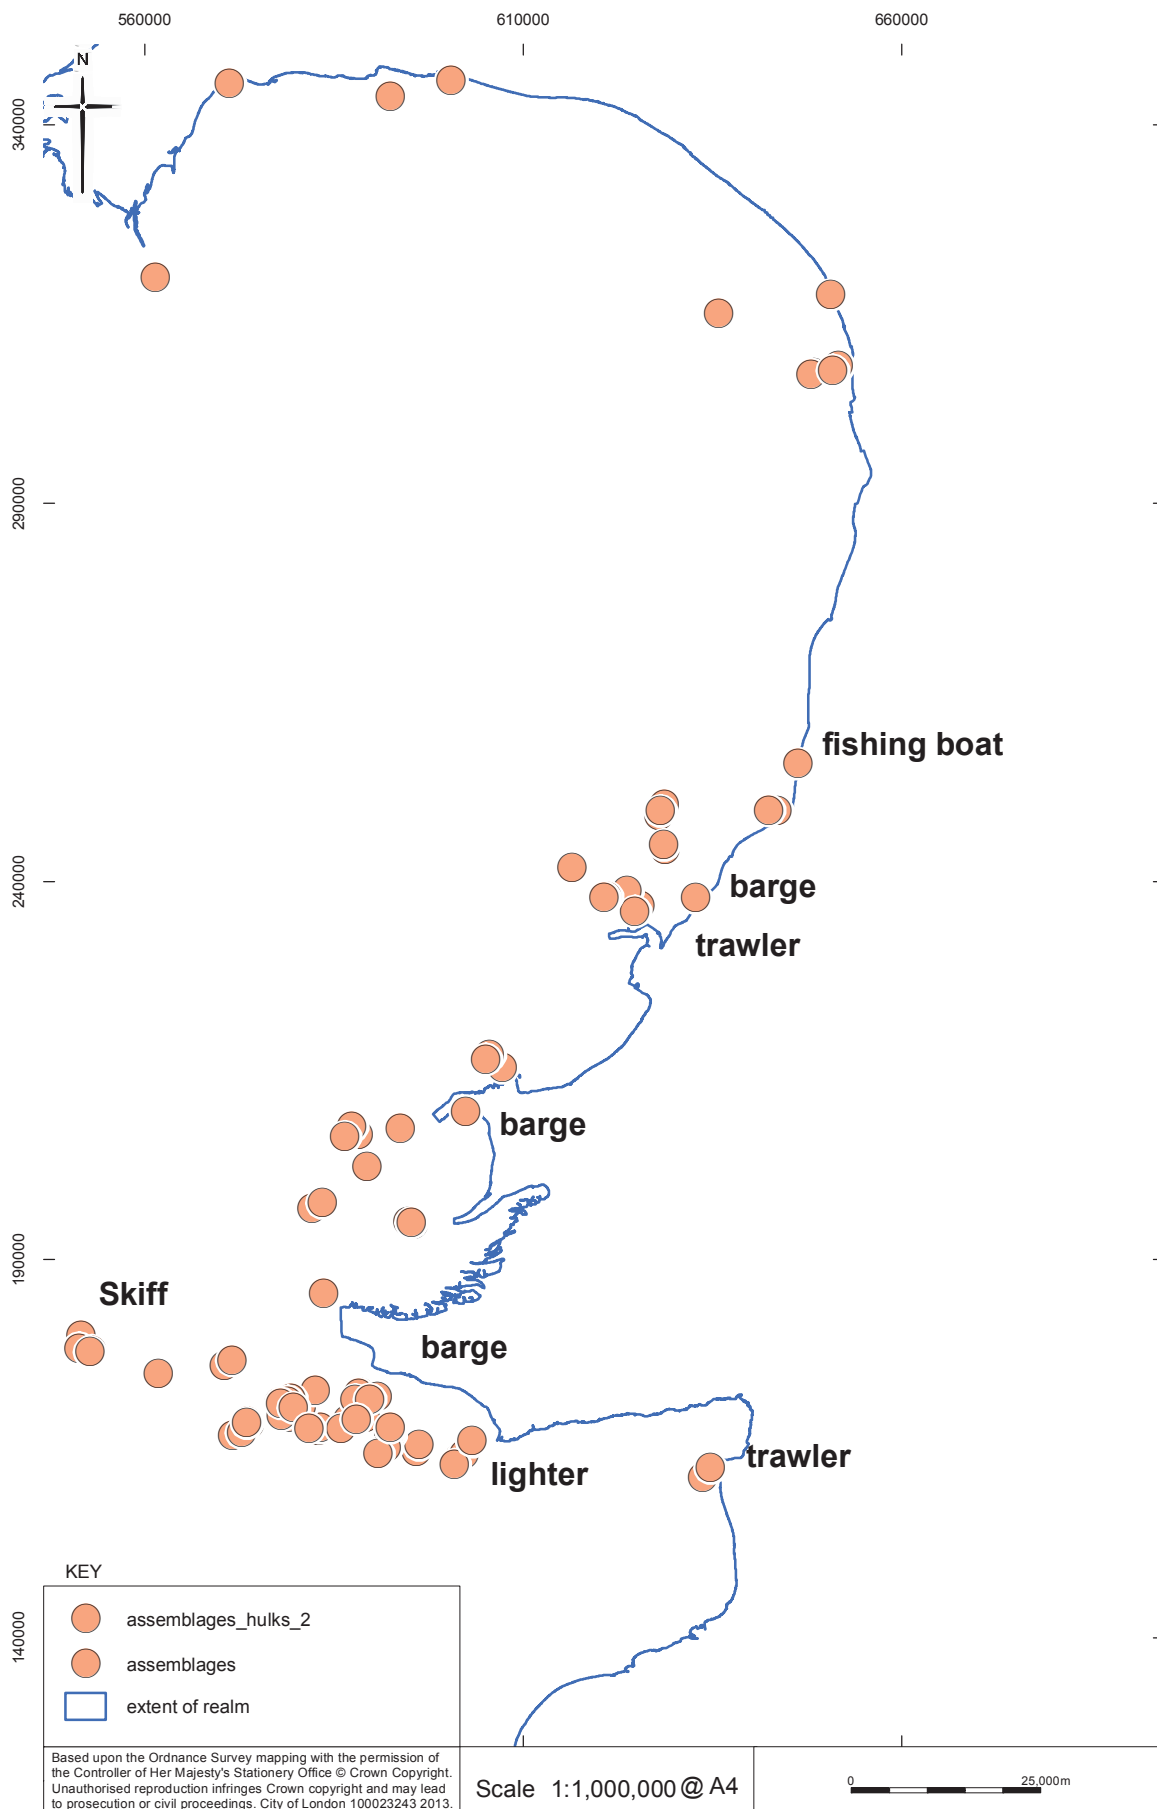 560000
610000
660000
N
340000
290000
fishing boat
240000
barge
trawler
barge
190000
Skiff
barge
trawler
lighter
KEY
assemblages_hulks_2
140000
assemblages
extent of realm
Based upon the Ordnance Survey mapping with the permission of
the Controller of Her Majesty's Stationery Office © Crown Copyright.
Unauthorised reproduction infringes Crown copyright and may lead
to prosecution or civil proceedings. City of London 100023243 2013.
Scale 1:1,000,000 @ A4
0
25,000m